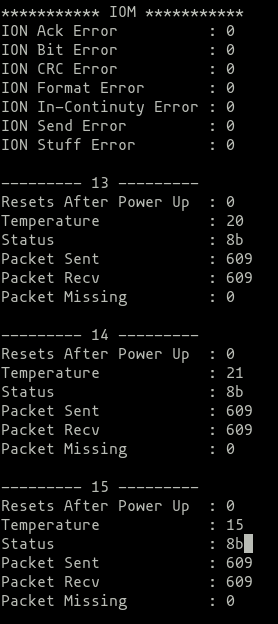 *********** IOM ***********
ION Ack Error : 0
ION Bit Error : 0
ION CRC Error : 0
ION Format Error : 0
ION In-Continuty Error : 0
ION Send Error : 0
ION Stuff Error : 0
--------- 13 ---------
Resets After Power Up : 0
Temperature : 20
Status : 8b
Packet Sent : 609
Packet Recv : 609
Packet Missing : 0
--------- 14 ---------
Resets After Power Up : 0
Temperature : 21
Status : 8b
Packet Sent : 609
Packet Recv : 609
Packet Missing : 0
--------- 15 ---------
Resets After Power Up : 0
Temperature : 15
Status : 8b
Packet Sent : 609
Packet Recv : 609
Packet Missing : 0